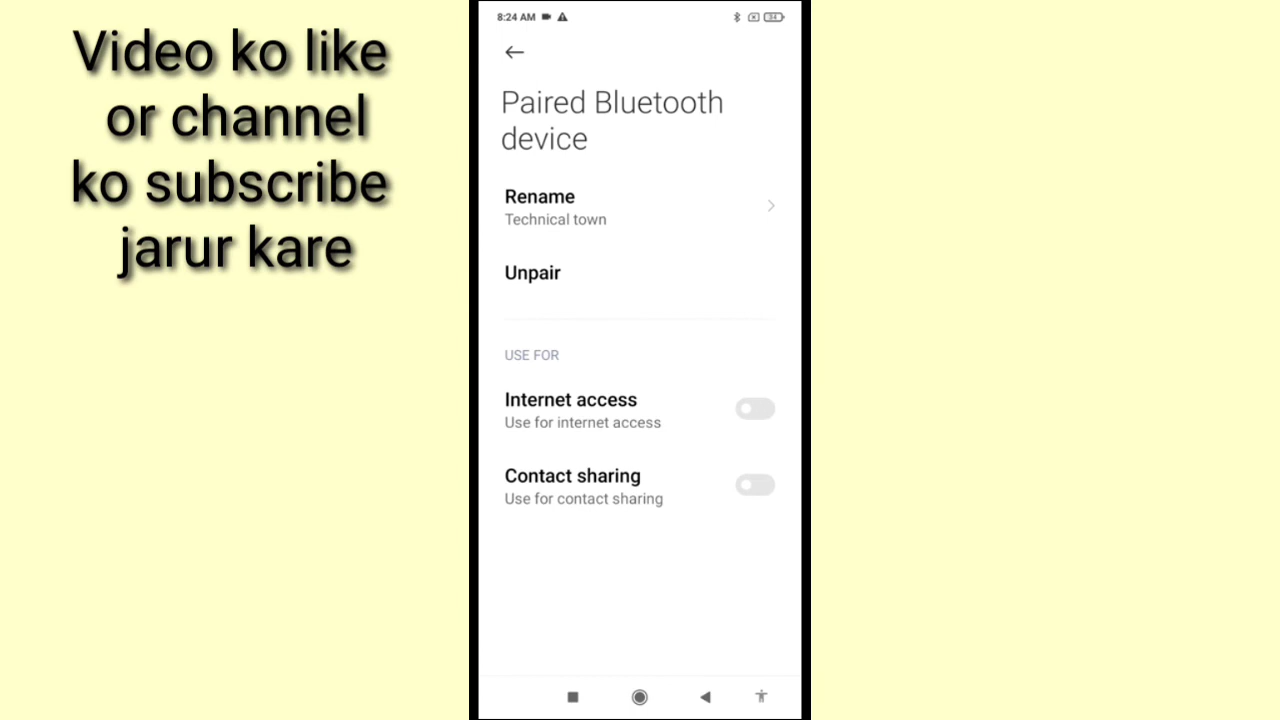 Video ko like
or channel
ko subscribe
jarur kare
8:24 AM
34
Paired Bluetooth
device
Rename
Technical town
Unpair
USE FOR
Internet access
Use for internet access
Contact sharing
Use for contact sharing